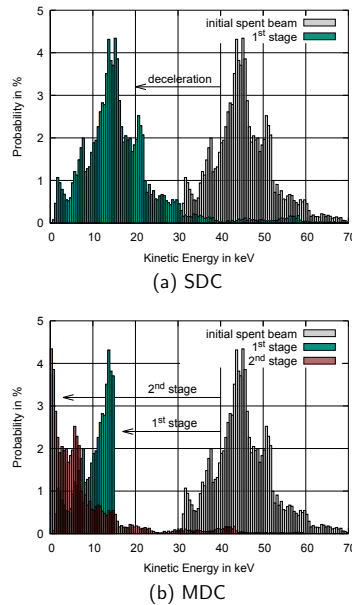 5
4
3
2
1
0
Probability in %
initial spent beam
1st stage
deceleration
0 10 20 30 40 50 60 70
Kinetic Energy in keV
(a) SDC
5
4
3
2
1
0
Probability in %
initial spent beam
1st stage
2nd stage
2nd stage
1st stage
0 10 20 30 40 50 60 70
Kinetic Energy in keV
(b) MDC